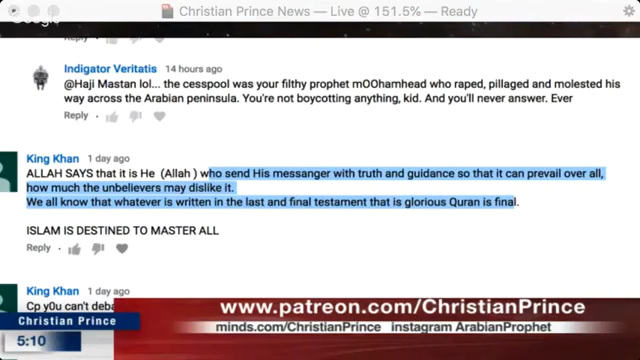 Christian Prince News — Live @ 151.5% — Ready
Google
Reply
Indigator Veritatis 14 hours ago
@Haji Mastan lol... the cesspool was your filthy prophet mOOhamhead who raped, pillaged and molested his
way across the Arabian peninsula. You're not boycotting anything, kid. And you'll never answer. Ever
Reply
King Khan 1 day ago
ALLAH SAYS that it is He (Allah ) who send His messanger with truth and guidance so that it can prevail over all,
how much the unbelievers may dislike it.
We all know that whatever is written in the last and final testament that is glorious Quran is final.
ISLAM IS DESTINED TO MASTER ALL
Reply
King Khan 1 day ago
Cp y0u can't deba
www.patreon.com/ChristianPrince
Christian Prince
minds.com/ChristianPrince instagram ArabianProphet
5:10